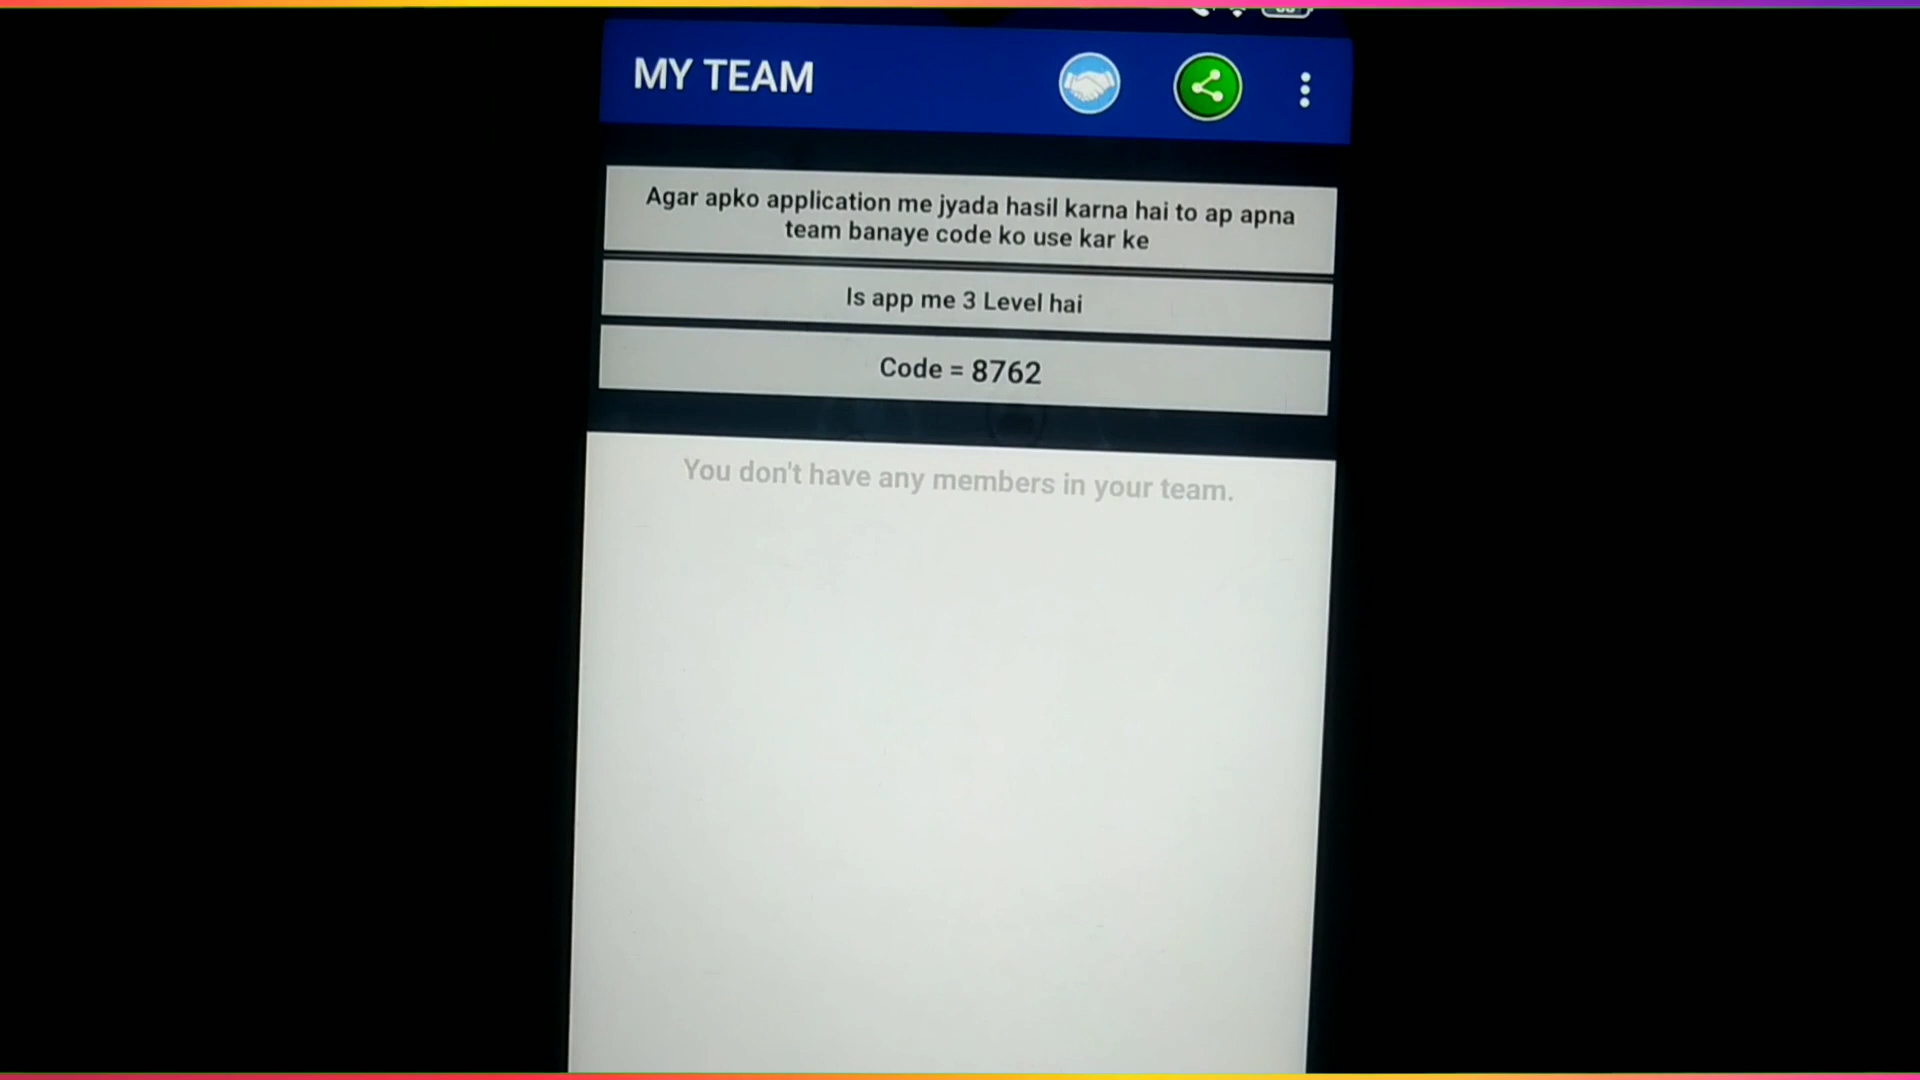 MY TEAM
Agar apko application me jyada hasil karna hai to ap apna
team banaye code ko use kar ke
Is app me 3 Level hai
Code = 8762
You don't have any members in your team.